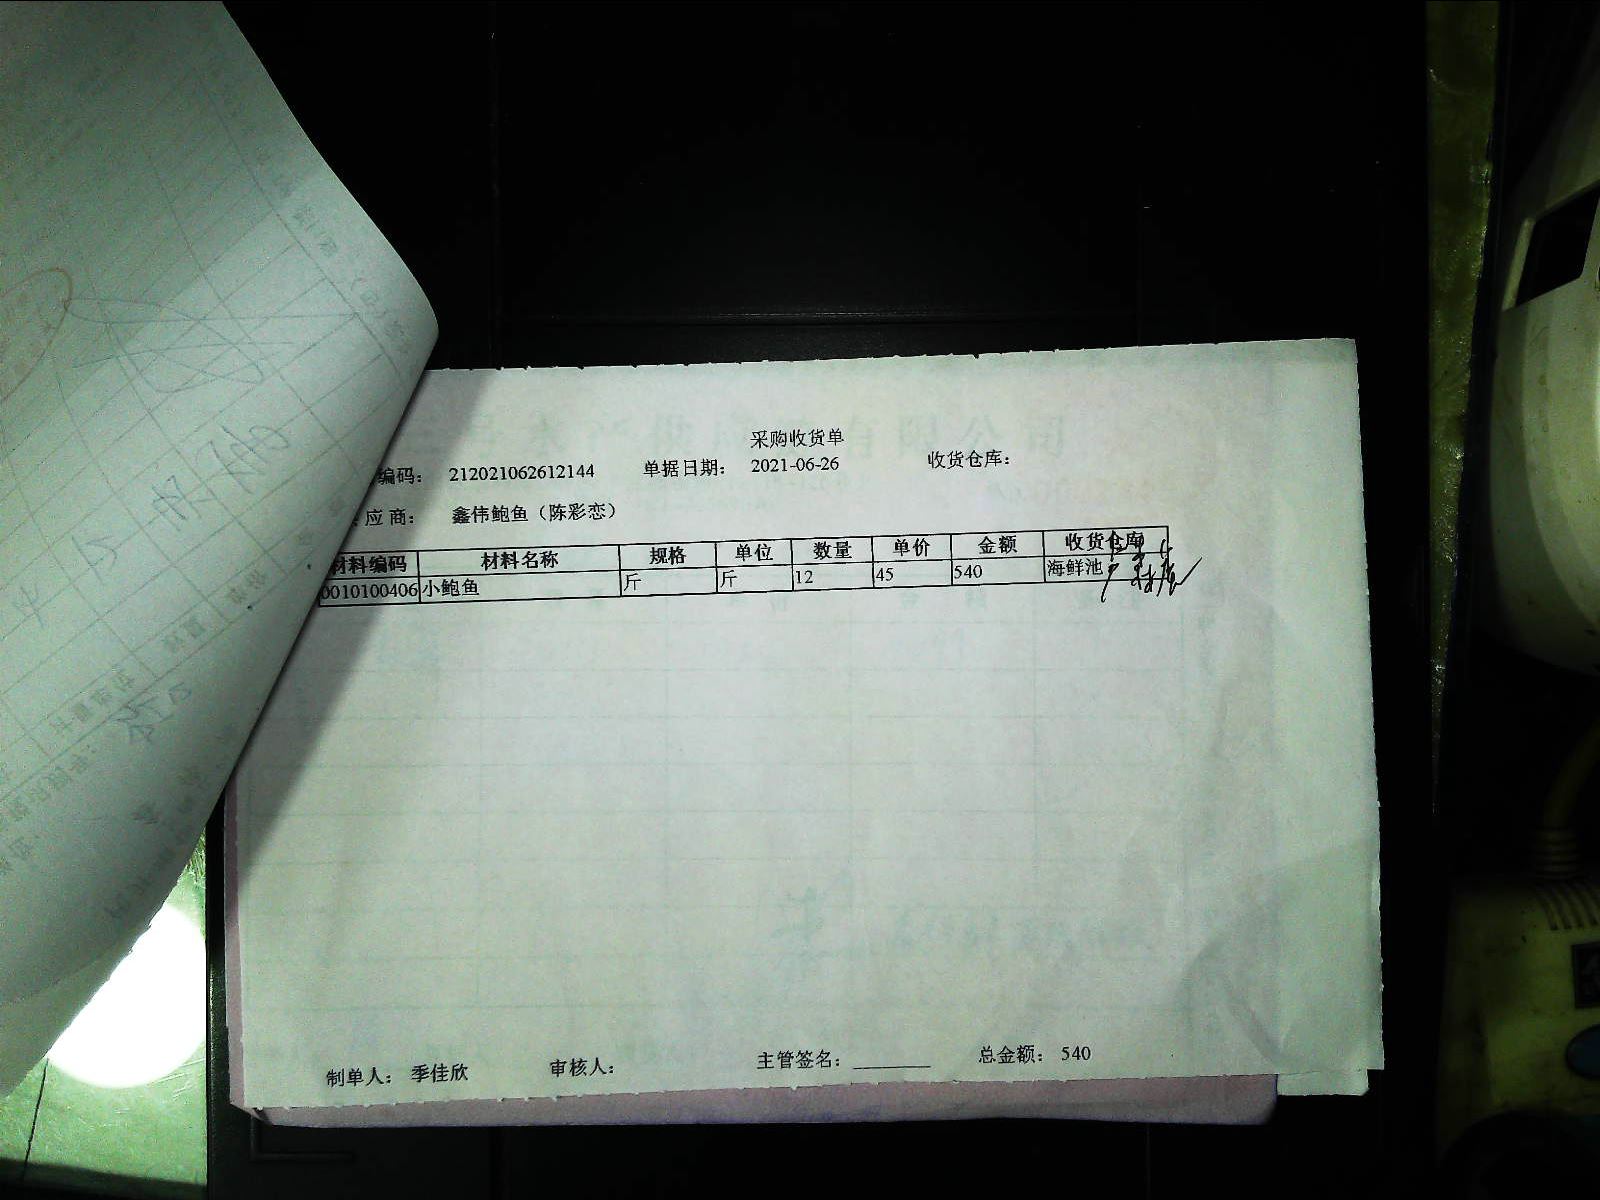 采购收货单
编码： 212021062612144 单据日期： 2021-06-26 收货仓库：
应商： 鑫伟鲍鱼（陈彩恋）
材料编码 材料名称 规格 单位 数量 单价 金额 收货仓库
0010100406 小鲍鱼 斤 斤 12 45 540 海鲜池
制单人： 季佳欣 审核人： 主管签名： ________ 总金额： 540